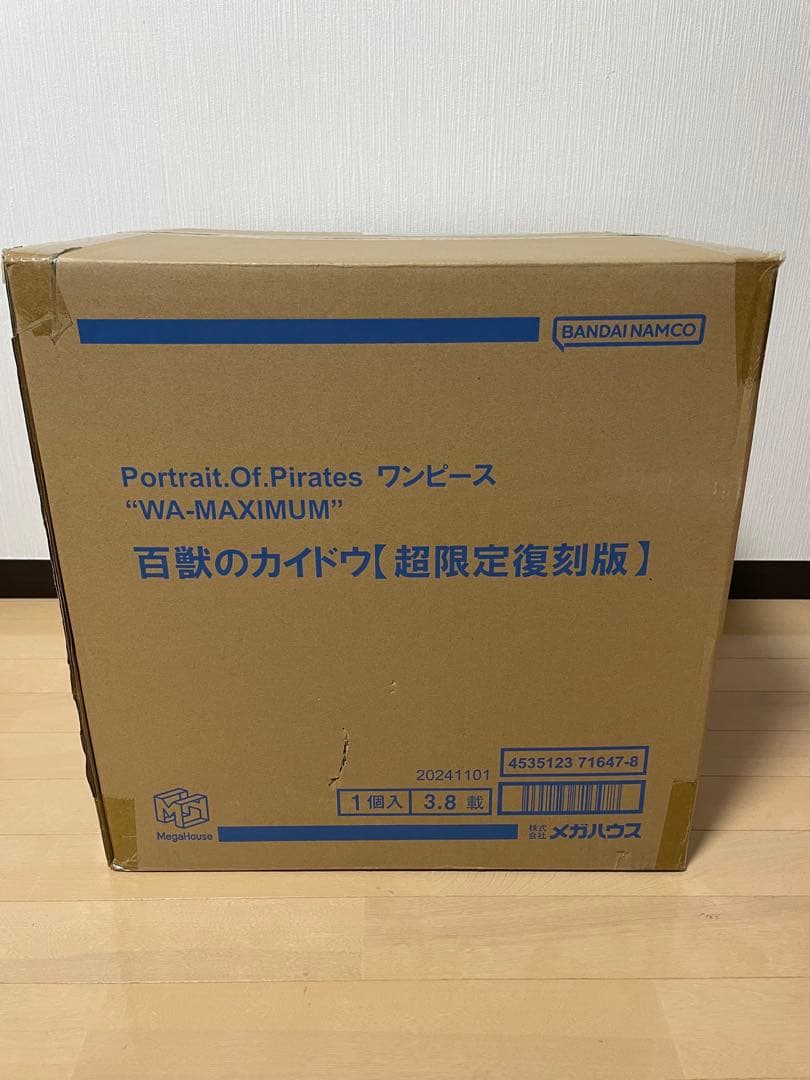 BANDAI NAMCO
Portrait.Of.Pirates ワンピース
“WA-MAXIMUM”
百獣のカイドウ【超限定復刻版】
20241101
4535123 71647-8
1個入 3.8 載
MegaHouse
株式会社 メガハウス